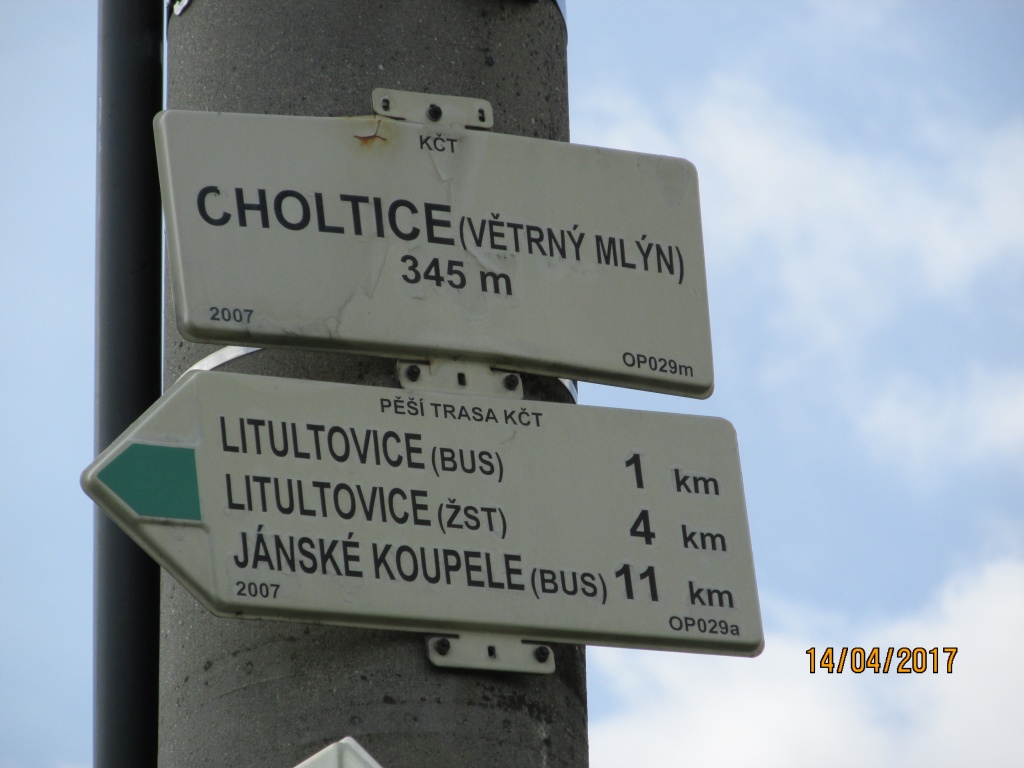 KČT
CHOLTICE (VĚTRNÝ MLÝN)
345 m
2007
OP029m
PĚŠÍ TRASA KČT
LITULTOVICE (BUS) 1 km
LITULTOVICE (ŽST) 4 km
JÁNSKÉ KOUPELE (BUS) 11 km
2007
OP029a
14/04/2017